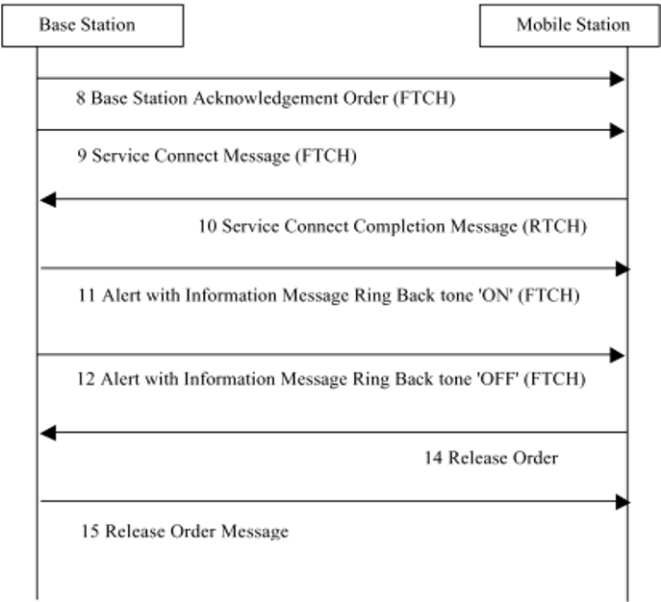 Base Station
Mobile Station
8 Base Station Acknowledgement Order (FTCH)
9 Service Connect Message (FTCH)
10 Service Connect Completion Message (RTCH)
11 Alert with Information Message Ring Back tone 'ON' (FTCH)
12 Alert with Information Message Ring Back tone 'OFF' (FTCH)
14 Release Order
15 Release Order Message